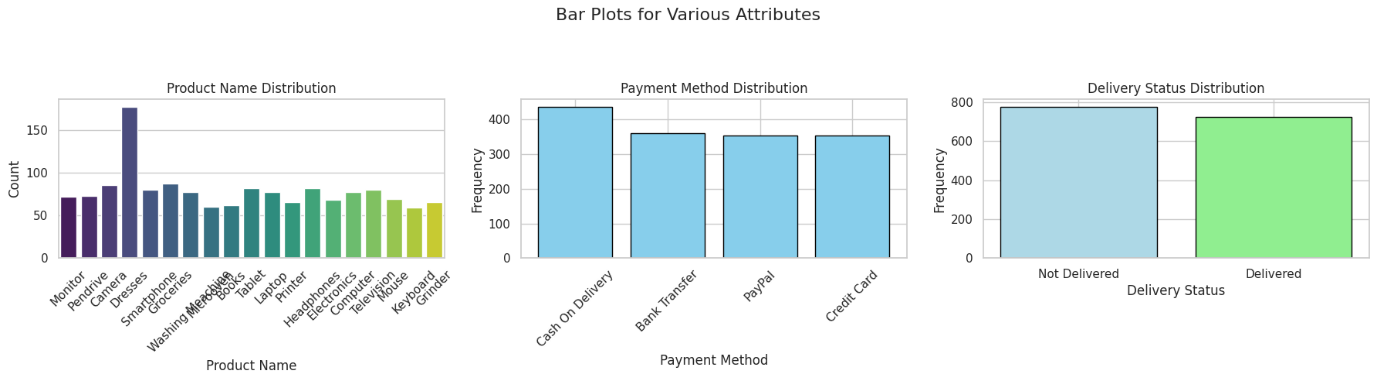 Bar Plots for Various Attributes
Product Name Distribution
Count
150
100
50
0
Monitor
Pendrive
Camera
Dresses
Smartphone
Groceries
Washing Meachine
Microoven
Books
Tablet
Laptop
Printer
Headphones
Electronics
Computer
Television
Mouse
Keyboard
Grinder
Product Name
Payment Method Distribution
Frequency
400
300
200
100
0
Cash On Delivery
Bank Transfer
PayPal
Credit Card
Payment Method
Delivery Status Distribution
Frequency
800
600
400
200
0
Not Delivered
Delivered
Delivery Status